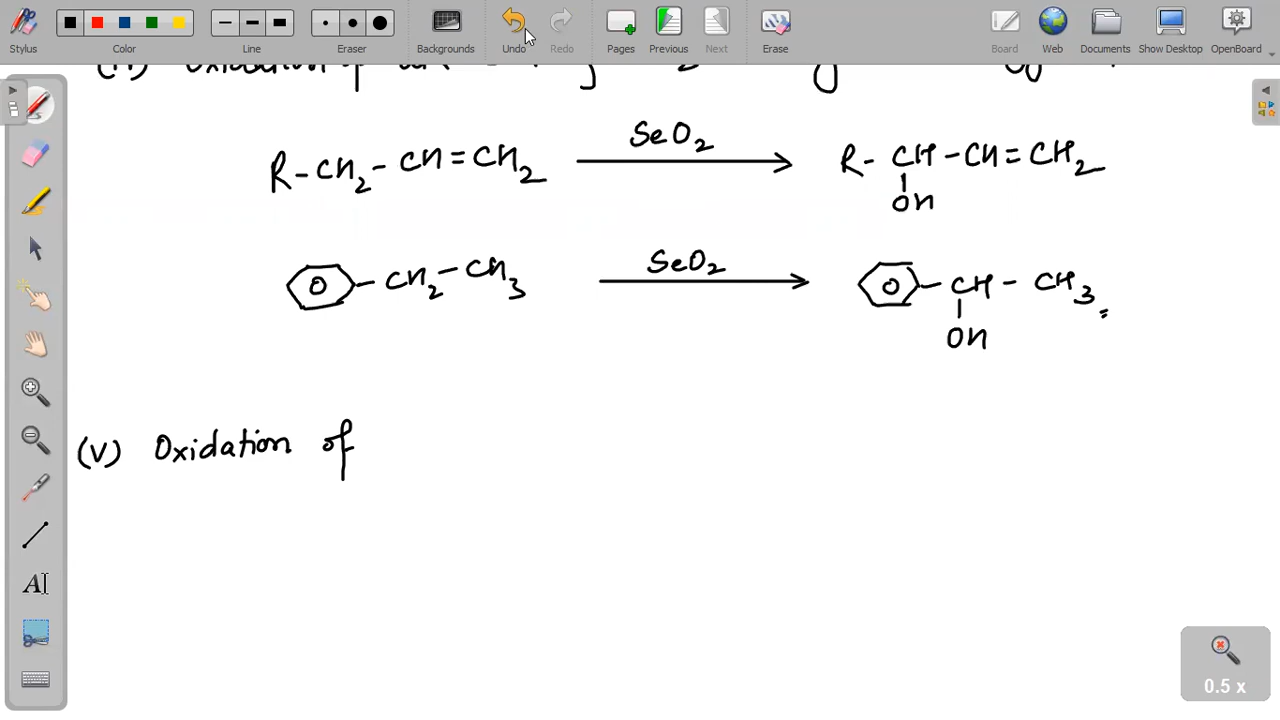 Stylus Color Line Eraser Backgrounds Undo Redo Pages Previous Next Erase Board Web Documents Show Desktop OpenBoard
SeO2
R-CH2-CH=CH2 R-CH-CH=CH2
OH
SeO2
CH2-CH3 CH-CH3
OH
(V) Oxidation of
0.5 x